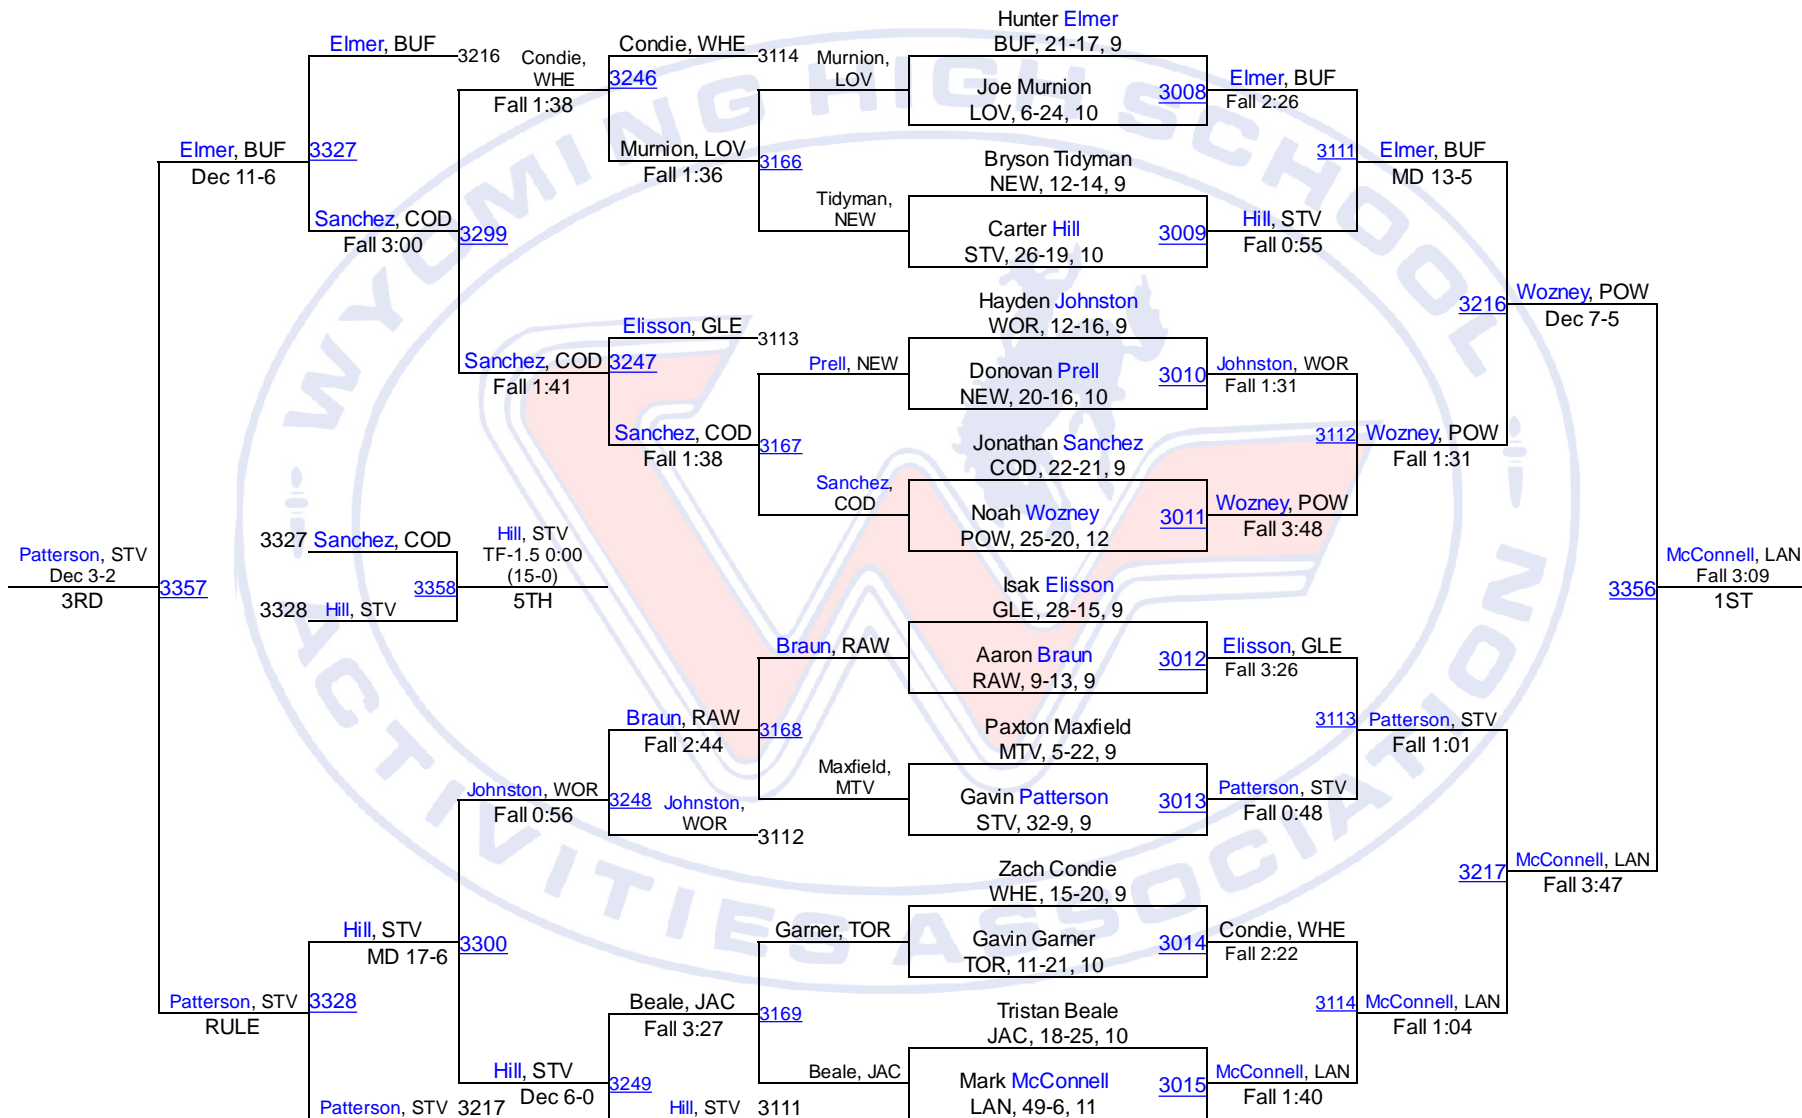 WYOMING HIGH SCHOOL
ACTIVITIES ASSOCIATION
Elmer, BUF
3216
Elmer, BUF
3327
Dec 11-6
Sanchez, COD
Fall 3:00
3299
Condie,
WHE
Fall 1:38
Condie, WHE
3114
3246
Murnion, LOV
Fall 1:36
3166
Murnion,
LOV
Tidyman,
NEW
Hunter Elmer
BUF, 21-17, 9
Joe Murnion
LOV, 6-24, 10
3008
Elmer, BUF
Fall 2:26
Bryson Tidyman
NEW, 12-14, 9
Carter Hill
STV, 26-19, 10
3009
Hill, STV
Fall 0:55
3111
Elmer, BUF
MD 13-5
Elisson, GLE
3113
Sanchez, COD
3247
Fall 1:41
Sanchez, COD
Fall 1:38
3167
Prell, NEW
Sanchez,
COD
Hayden Johnston
WOR, 12-16, 9
Donovan Prell
NEW, 20-16, 10
3010
Johnston, WOR
Fall 1:31
Jonathan Sanchez
COD, 22-21, 9
Noah Wozney
POW, 25-20, 12
3011
Wozney, POW
Fall 3:48
3112
Wozney, POW
Fall 1:31
3216
Wozney, POW
Dec 7-5
3327 Sanchez, COD
3328 Hill, STV
3358
Hill, STV
TF-1.5 0:00
(15-0)
5TH
Patterson, STV
Dec 3-2
3RD
3357
3356
McConnell, LAN
Fall 3:09
1ST
Isak Elisson
GLE, 28-15, 9
Aaron Braun
RAW, 9-13, 9
3012
Elisson, GLE
Fall 3:26
Braun, RAW
Braun, RAW
Fall 2:44
3168
Maxfield,
MTV
Paxton Maxfield
MTV, 5-22, 9
Gavin Patterson
STV, 32-9, 9
3013
Patterson, STV
Fall 0:48
3113
Patterson, STV
Fall 1:01
Johnston, WOR
Fall 0:56
3248
Johnston,
WOR
3112
3217
McConnell, LAN
Fall 3:47
Zach Condie
WHE, 15-20, 9
Gavin Garner
TOR, 11-21, 10
3014
Condie, WHE
Fall 2:22
Garner, TOR
Hill, STV
MD 17-6
3300
Beale, JAC
Fall 3:27
3169
Tristan Beale
JAC, 18-25, 10
3114
McConnell, LAN
Fall 1:04
Patterson, STV
RULE
3328
Hill, STV
Dec 6-0
3249
Beale, JAC
Mark McConnell
LAN, 49-6, 11
3015
McConnell, LAN
Fall 1:40
Patterson, STV 3217
Hill, STV 3111